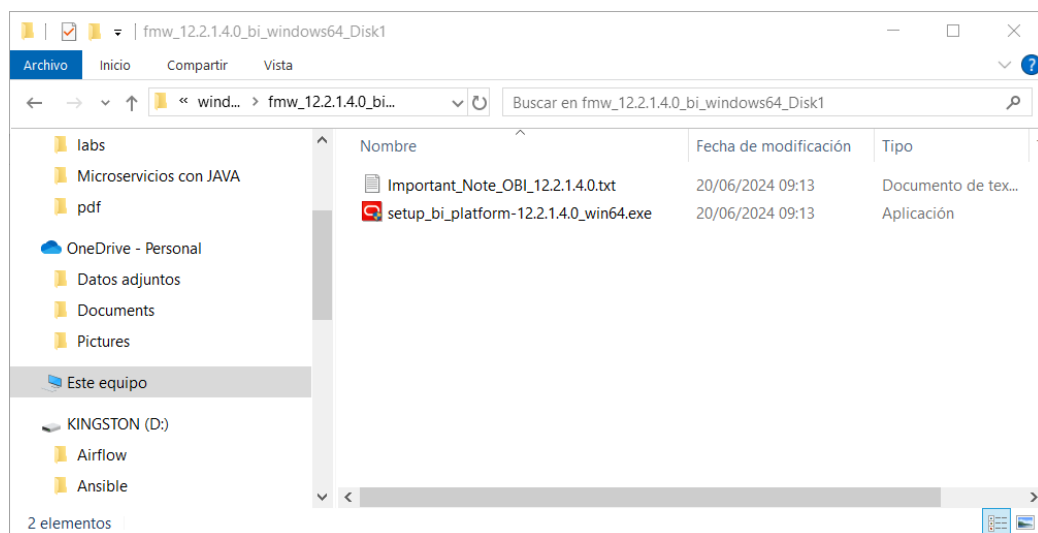 fmw_12.2.1.4.0_bi_windows64_Disk1
Archivo Inicio Compartir Vista ?
« wind... > fmw_12.2.1.4.0_bi... Buscar en fmw_12.2.1.4.0_bi_windows64_Disk1
labs
Microservicios con JAVA
pdf
OneDrive - Personal
Datos adjuntos
Documents
Pictures
Este equipo
KINGSTON (D:)
Airflow
Ansible
Nombre Fecha de modificación Tipo
Important_Note_OBI_12.2.1.4.0.txt 20/06/2024 09:13 Documento de tex...
setup_bi_platform-12.2.1.4.0_win64.exe 20/06/2024 09:13 Aplicación
2 elementos